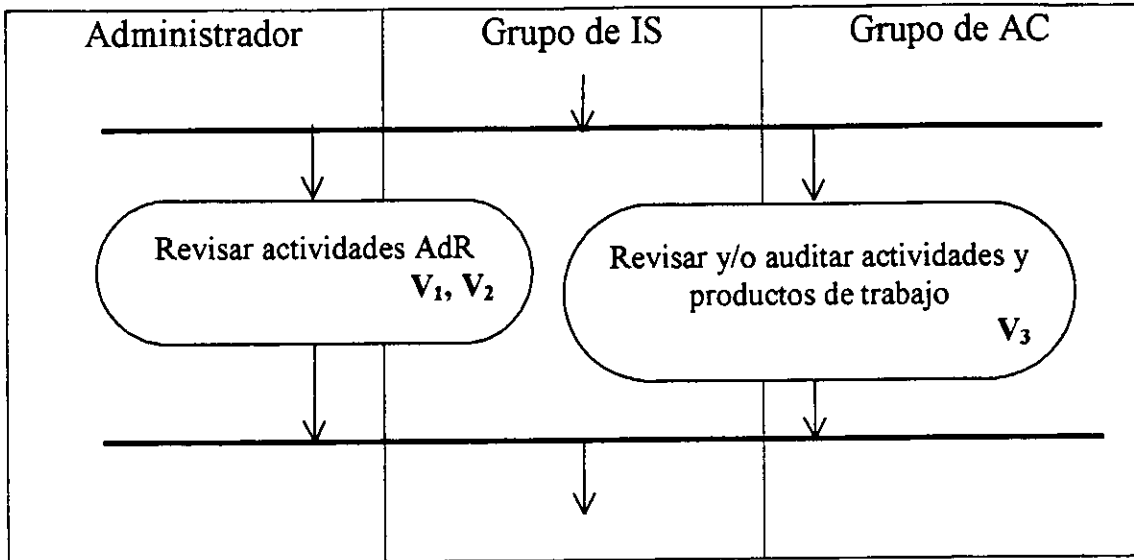 Administrador
Grupo de IS
Grupo de AC
Revisar actividades AdR
V₁, V₂
Revisar y/o auditar actividades y
productos de trabajo
V₃